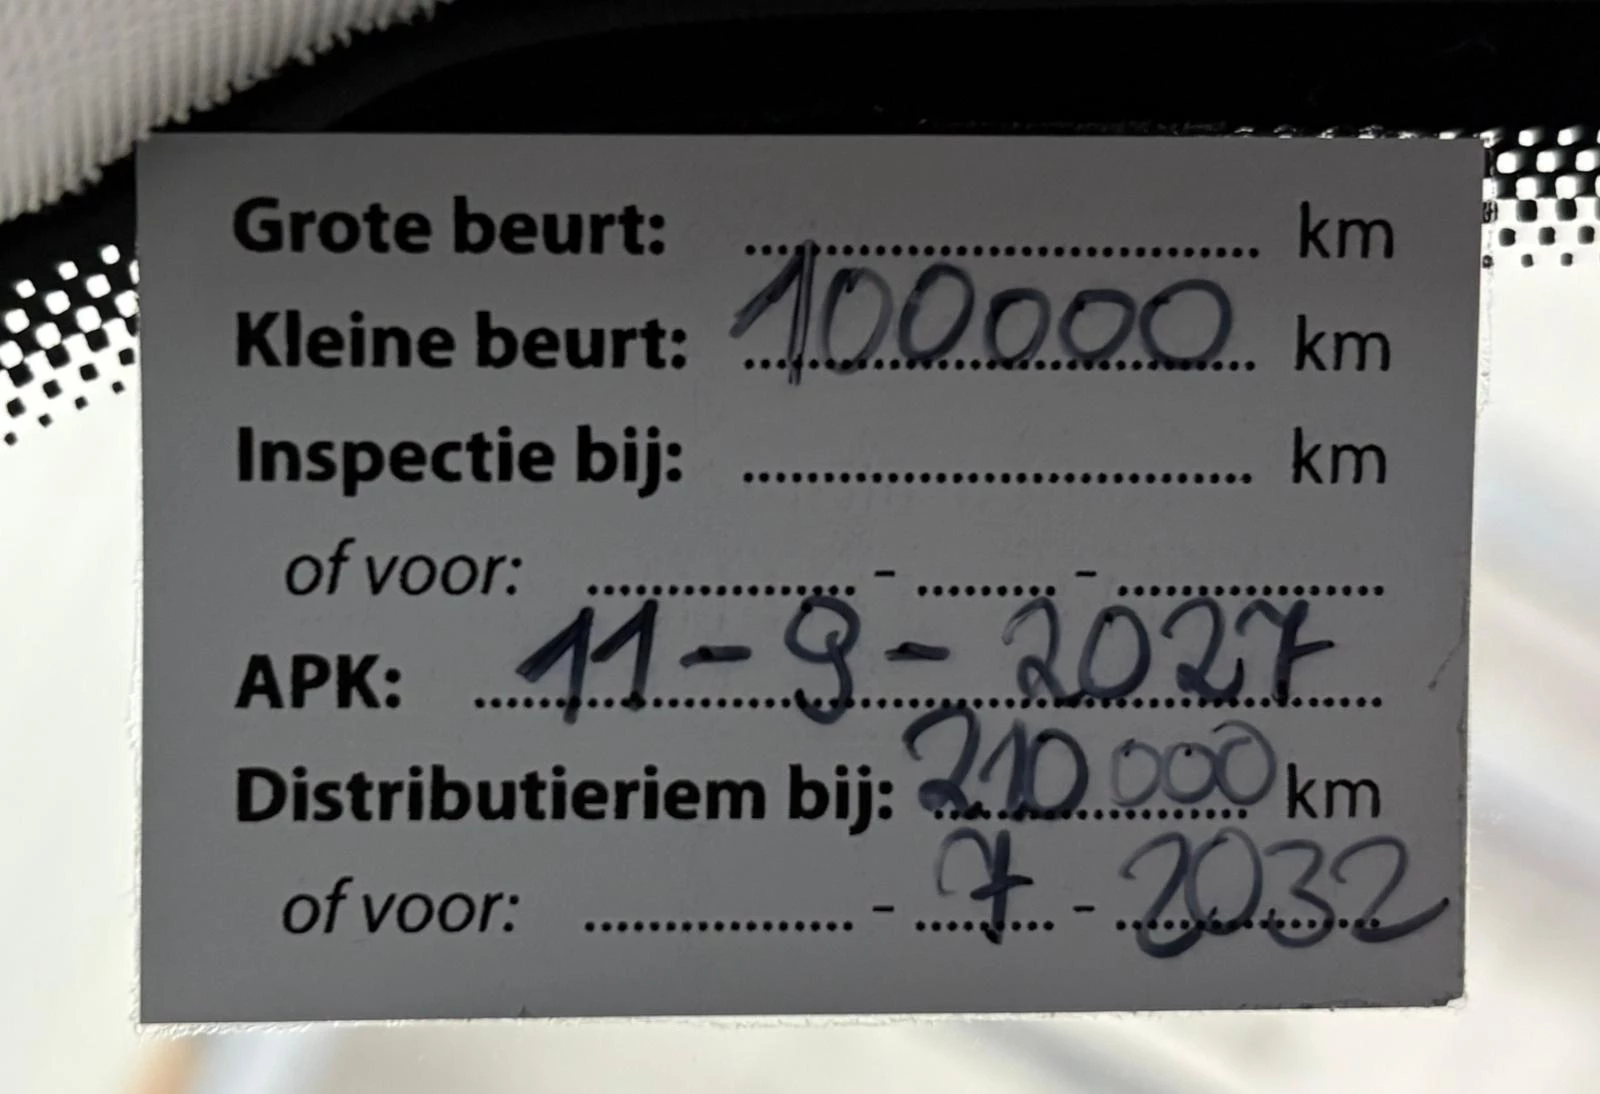 Grote beurt: .............................. km
Kleine beurt: 100000 km
Inspectie bij: .............................. km
of voor: ................ - ........ - ................
APK: 11-9-2027
Distributieriem bij: 210000 km
of voor: ................ - 7 - 2032